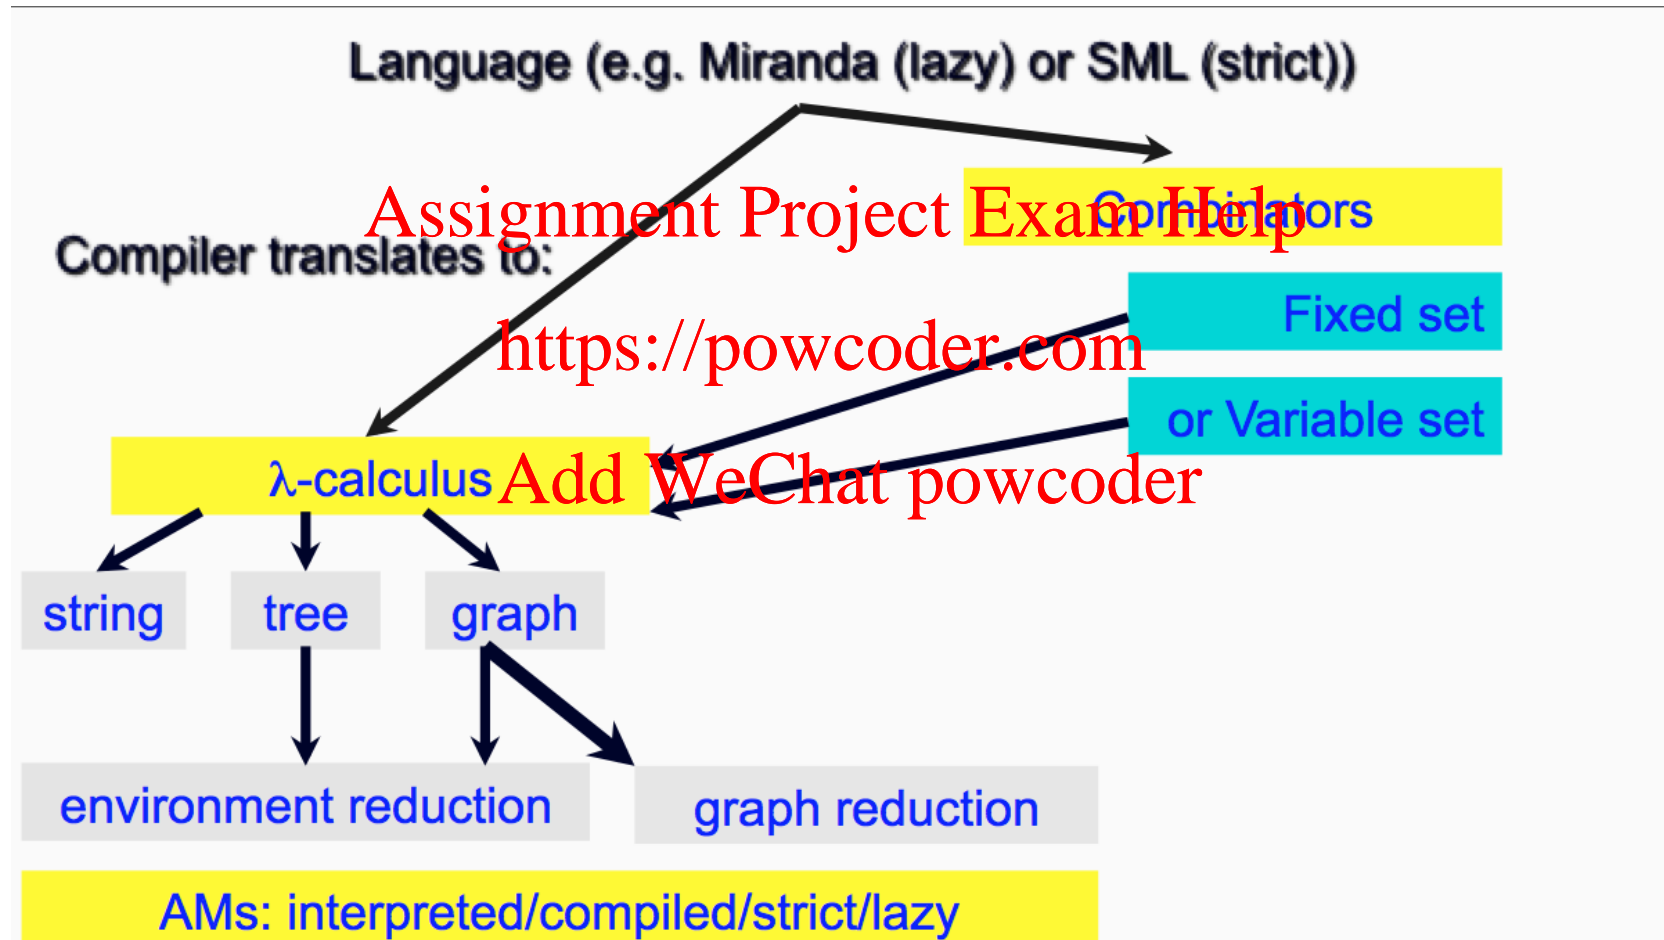 Language (e.g. Miranda (lazy) or SML (strict))
Assignment Project Exam Help
Combinators
Compiler translates to:
Fixed set
https://powcoder.com
or Variable set
λ-calculus
Add WeChat powcoder
string
tree
graph
environment reduction
graph reduction
AMs: interpreted/compiled/strict/lazy